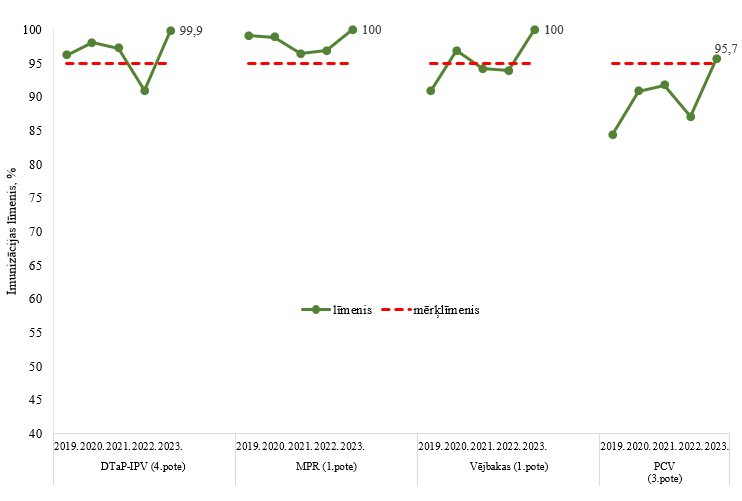 100
95
90
85
80
75
70
65
60
55
50
45
40
Imunizācijas līmenis, %
99,9
100
100
95,7
līmenis
mērķlīmenis
2019. 2020. 2021. 2022. 2023.
2019. 2020. 2021. 2022. 2023.
2019. 2020. 2021. 2022. 2023.
2019. 2020. 2021. 2022. 2023.
DTaP-IPV (4.pote)
MPR (1.pote)
Vējbakas (1.pote)
PCV
(3.pote)